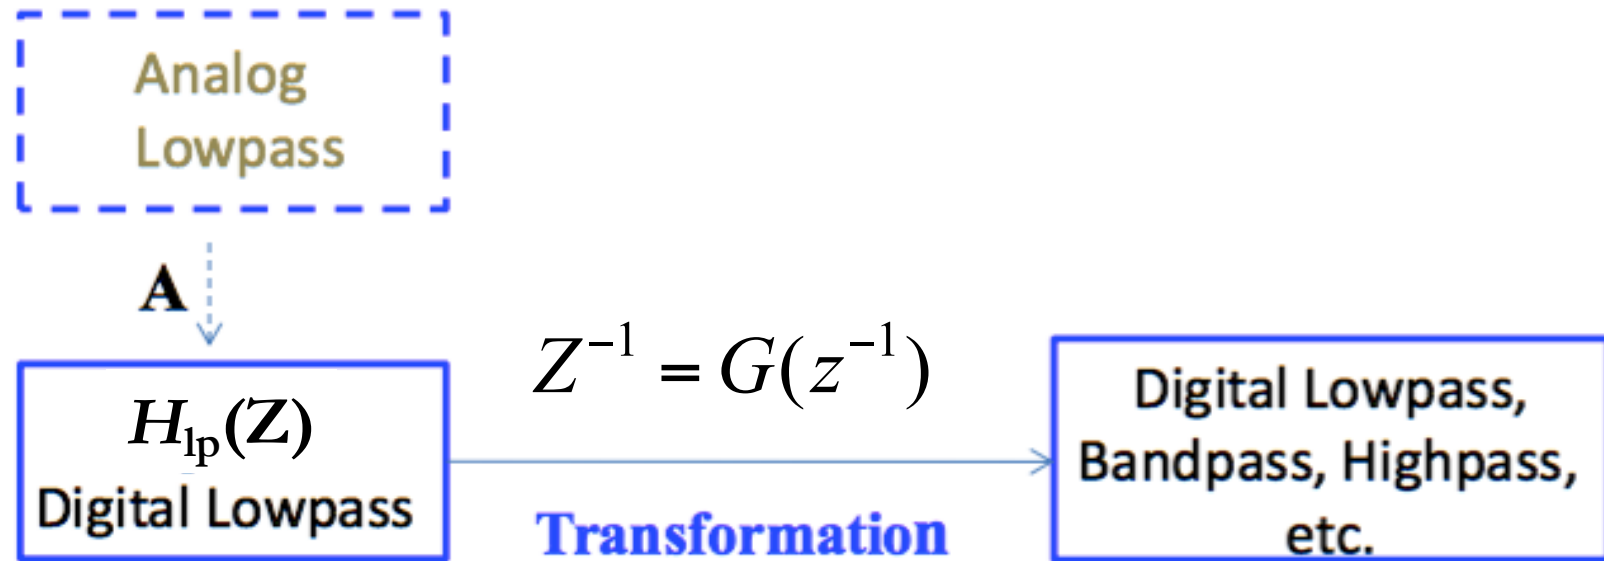 Analog
Lowpass
A
H_lp(Z)
Digital Lowpass
Z^{-1} = G(z^{-1})
Transformation
Digital Lowpass,
Bandpass, Highpass,
etc.